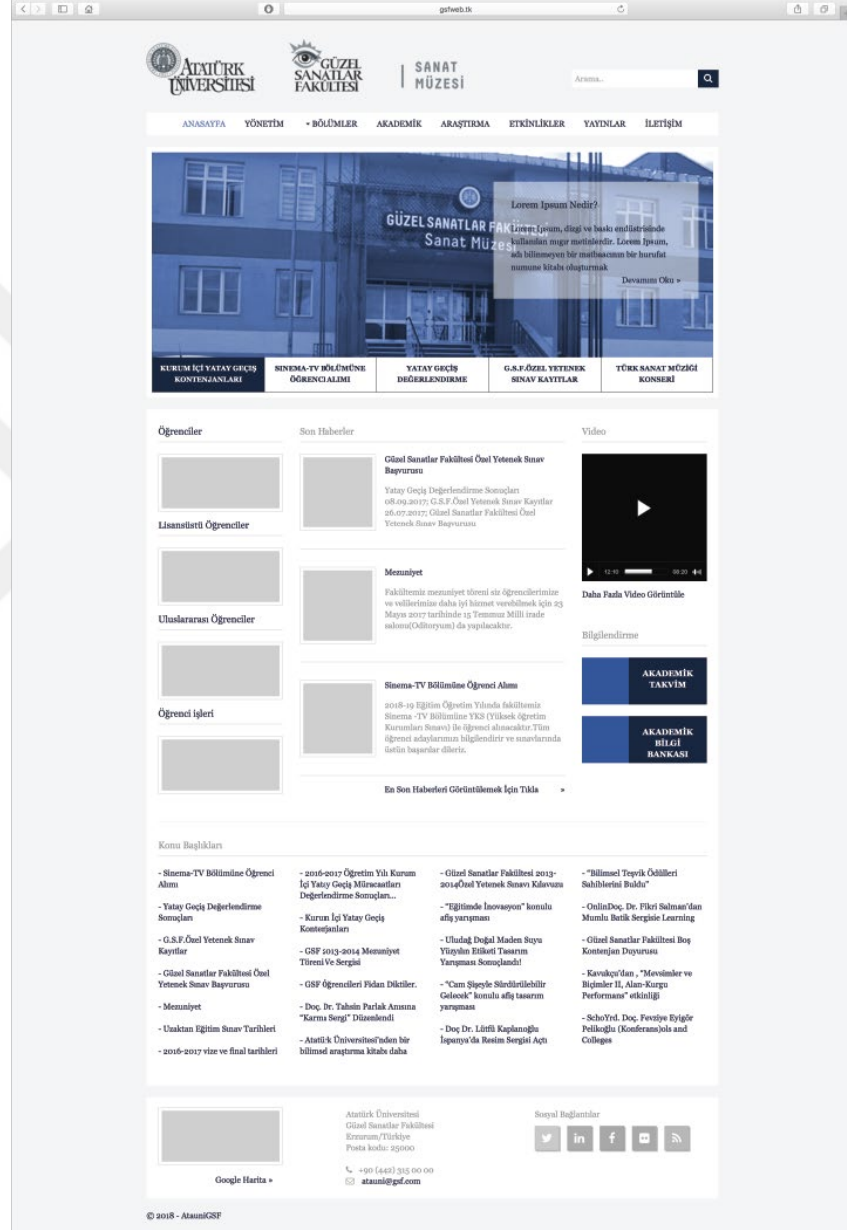 gsfweb.tk
ATATÜRK
ÜNİVERSİTESİ
GÜZEL
SANATLAR
FAKÜLTESİ
SANAT
MÜZESİ
Arama..
ANASAYFA YÖNETİM BÖLÜMLER AKADEMİK ARAŞTIRMA ETKİNLİKLER YAYINLAR İLETİŞİM
GÜZEL SANATLAR FAKÜLTESİ
Sanat Müzesi
Lorem Ipsum Nedir?
Lorem Ipsum, dizgi ve baskı endüstrisinde
kullanılan mıgır metinlerdir. Lorem Ipsum,
adı bilinmeyen bir matbaacının bir hurufat
numune kitabı oluşturmak
Devamını Oku »
KURUM İÇİ YATAY GEÇİŞ
KONTENJANLARI
SINEMA-TV BÖLÜMÜNE
ÖĞRENCI ALIMI
YATAY GEÇİŞ
DEĞERLENDIRME
G.S.F.ÖZEL YETENEK
SINAV KAYITLAR
TÜRK SANAT MÜZİĞİ
KONSERİ
Öğrenciler
Lisansüstü Öğrenciler
Uluslararası Öğrenciler
Öğrenci işleri
Son Haberler
Güzel Sanatlar Fakültesi Özel Yetenek Sınav
Başvurusu
Yatay Geçiş Değerlendirme Sonuçları
08.09.2017; G.S.F.Özel Yetenek Sınav Kayıtlar
26.07.2017; Güzel Sanatlar Fakültesi Özel
Yetenek Sınav Başvurusu
Mezuniyet
Fakültemiz mezuniyet töreni siz öğrencilerimize
ve velilerimize daha iyi hizmet verebilmek için 23
Mayıs 2017 tarihinde 15 Temmuz Milli irade
salonu(Oditoryum) da yapılacaktır.
Sinema-TV Bölümüne Öğrenci Alımı
2018-19 Eğitim Öğretim Yılında fakültemiz
Sinema -TV Bölümüne YKS (Yüksek öğretim
Kurumları Sınavı) ile öğrenci alınacaktır.Tüm
öğrenci adaylarımızı bilgilendirir ve sınavlarında
üstün başarılar dileriz.
En Son Haberleri Görüntülemek İçin Tıkla »
Video
12:10 08:20
Daha Fazla Video Görüntüle
Bilgilendirme
AKADEMİK
TAKVİM
AKADEMİK
BİLGİ
BANKASI
Konu Başlıkları
- Sinema-TV Bölümüne Öğrenci
Alımı
- Yatay Geçiş Değerlendirme
Sonuçları
- G.S.F.Özel Yetenek Sınav
Kayıtlar
- Güzel Sanatlar Fakültesi Özel
Yetenek Sınav Başvurusu
- Mezuniyet
- Uzaktan Eğitim Sınav Tarihleri
- 2016-2017 vize ve final tarihleri
- 2016-2017 Öğretim Yılı Kurum
İçi Yatay Geçiş Müracaatları
Değerlendirme Sonuçları...
- Kurum İçi Yatay Geçiş
Kontenjanları
- GSF 2013-2014 Mezuniyet
Töreni Ve Sergisi
- GSF Öğrencileri Fidan Diktiler.
- Doç. Dr. Tahsin Parlak Anısına
"Karma Sergi" Düzenlendi
- Atatürk Üniversitesi'nden bir
bilimsel araştırma kitabı daha
- Güzel Sanatlar Fakültesi 2013-
2014Özel Yetenek Sınavı Kılavuzu
- "Eğitimde İnovasyon" konulu
afiş yarışması
- Uludağ Doğal Maden Suyu
Yüzyılın Etiketi Tasarım
Yarışması Sonuçlandı!
- "Cam Şişeyle Sürdürülebilir
Gelecek" konulu afiş tasarım
yarışması
- Doç Dr. Lütfü Kaplanoğlu
İspanya'da Resim Sergisi Açtı
- "Bilimsel Teşvik Ödülleri
Sahiblerini Buldu"
- OnlinDoç. Dr. Fikri Salman'dan
Mumlu Batik Sergisie Learning
- Güzel Sanatlar Fakültesi Boş
Kontenjan Duyurusu
- Kavukçu'dan , "Mevsimler ve
Biçimler II, Alan-Kurgu
Performans" etkinliği
- SchoYrd. Doç. Fevziye Eyigör
Pelikoğlu (Konferans)ois and
Colleges
Google Harita »
Atatürk Üniversitesi
Güzel Sanatlar Fakültesi
Erzurum/Türkiye
Posta kodu: 25000
+90 (442) 315 00 00
atauni@gsf.com
Sosyal Bağlantılar
© 2018 - AtauniGSF